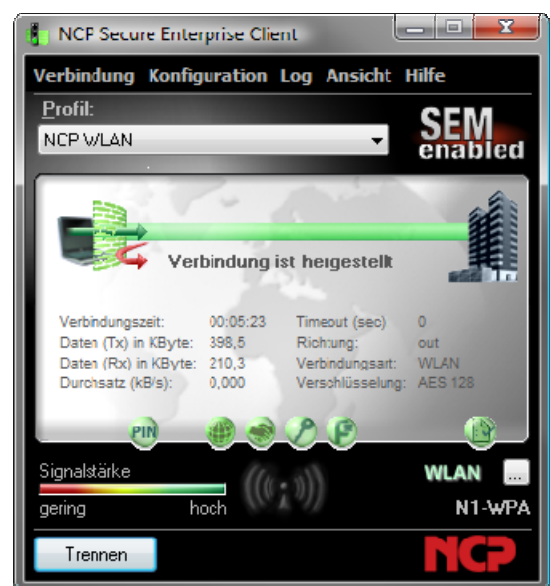 NCP Secure Enterprise Client
Verbindung Konfiguration Log Ansicht Hilfe
Profil:
NCP WLAN
SEM
enabled
Verbindung ist hergestellt
Verbindungszeit: 00:05:23 Timeout (sec) 0
Daten (Tx) in KByte: 398,5 Richtung: out
Daten (Rx) in KByte: 210,3 Verbindungsart: WLAN
Durchsatz (kB/s): 0,000 Verschlüsselung: AES 128
PIN
Signalstärke
WLAN ...
gering hoch
N1-WPA
Trennen
NCP